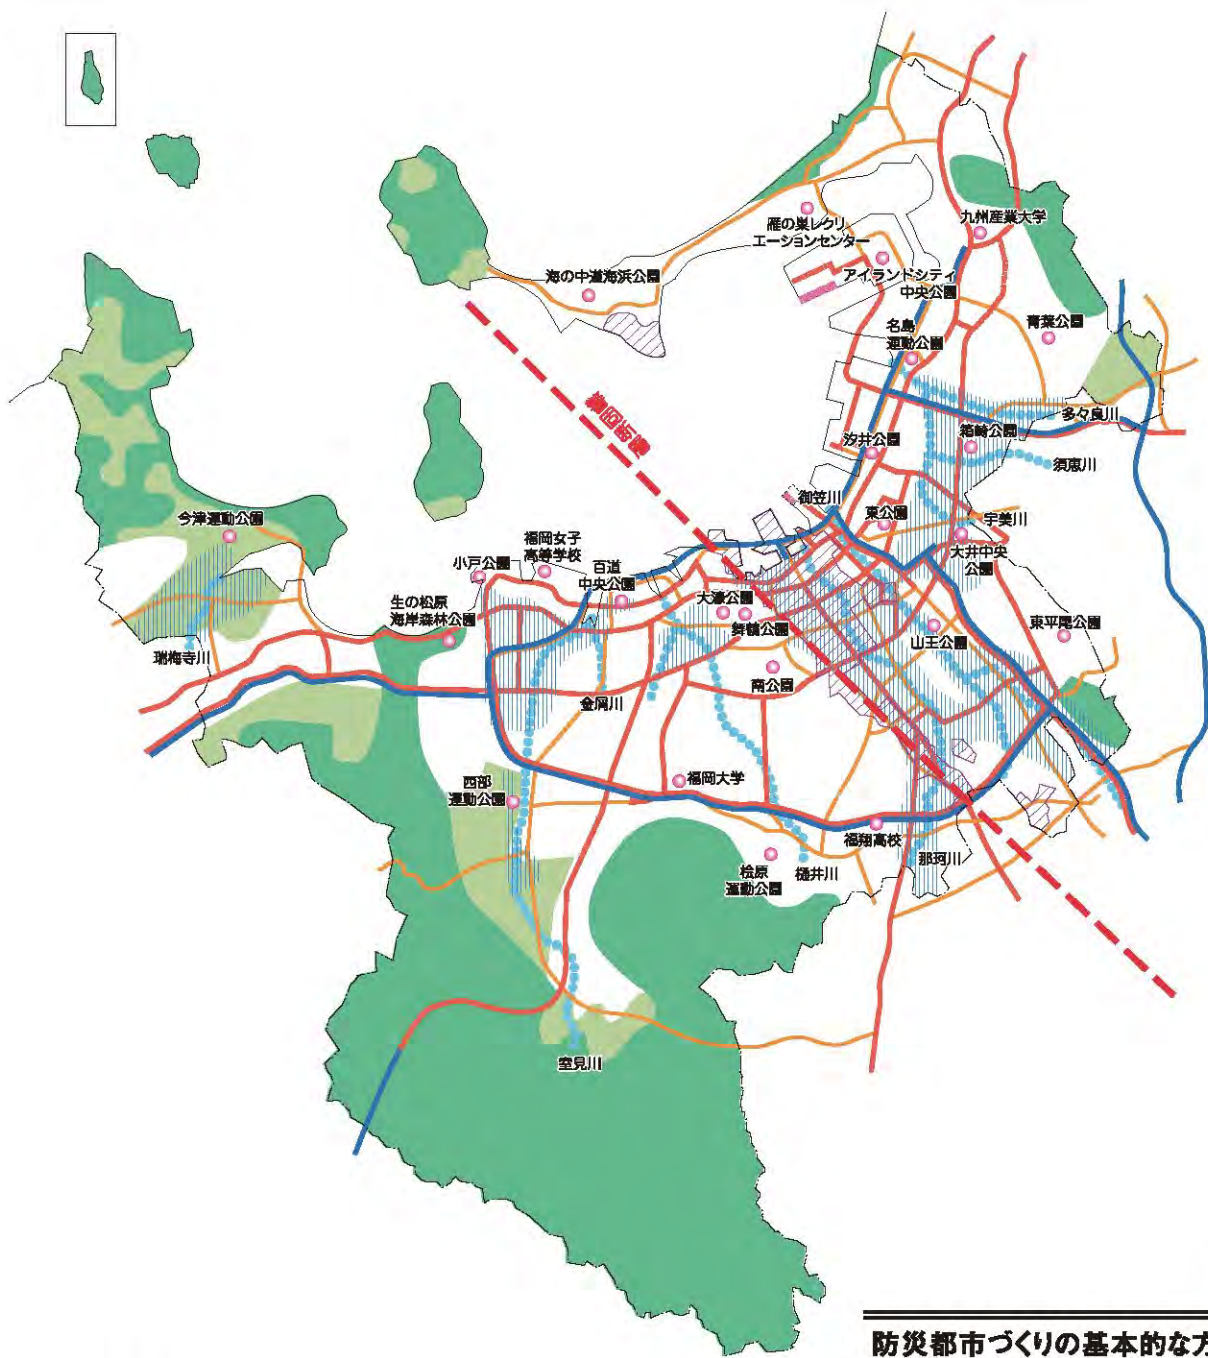 雁の巣レクリ
エーションセンター
九州産業大学
海の中道海浜公園
アイランドシティ
中央公園
青葉公園
名島
運動公園
多々良川
警固断層
箱崎公園
汐井公園
須恵川
御笠川
東公園
宇美川
今津運動公園
大井中央
公園
福岡女子
高等学校
小戸公園
百道
中央公園
生の松原
海岸森林公園
大濠公園
舞鶴公園
東平尾公園
山王公園
瑞梅寺川
南公園
金屑川
福岡大学
西部
運動公園
福翔高校
那珂川
桧原
運動公園
樋井川
室見川
防災都市づくりの基本的な方